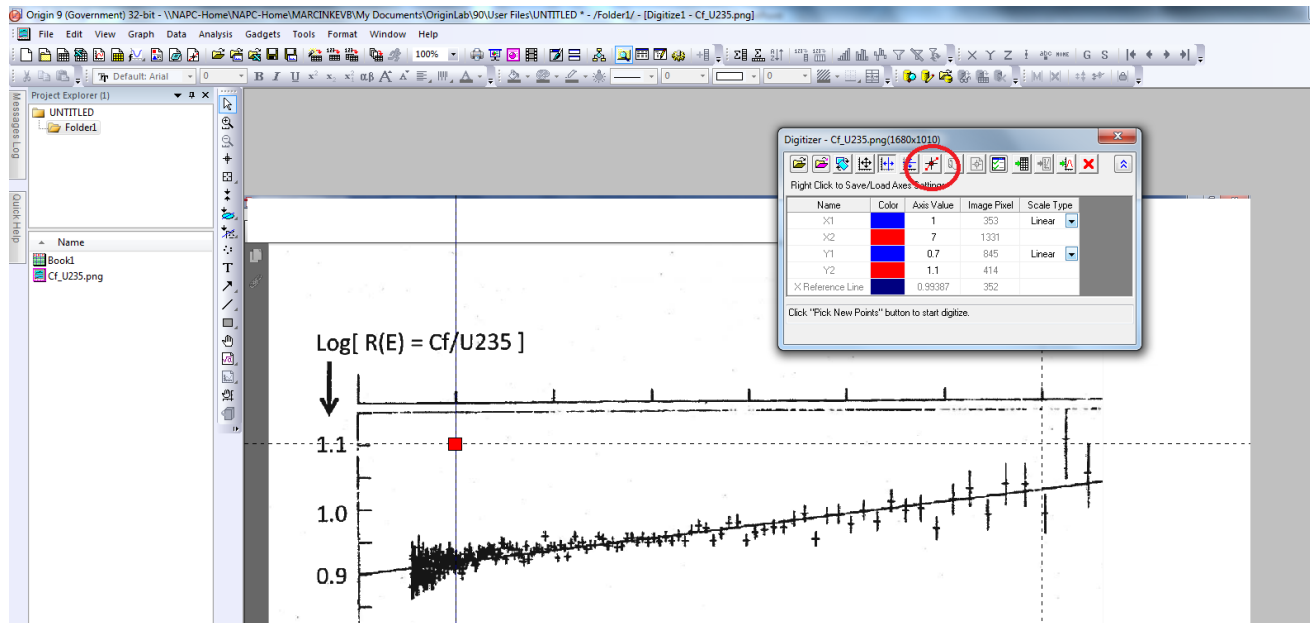 Origin 9 (Government) 32-bit - \\NAPC-Home\NAPC-Home\MARCINKEVB\My Documents\OriginLab\90\User Files\UNTITLED * - /Folder1/ - [Digitize1 - Cf_U235.png]
File Edit View Graph Data Analysis Gadgets Tools Format Window Help
100%
X Y Z
G S
Default: Arial 0
B I U
αβ
0
0
Messages Log
Quick Help
Project Explorer (1)
UNTITLED
Folder1
Name
Book1
Cf_U235.png
T
Digitizer - Cf_U235.png(1680x1010)
Right Click to Save/Load Axes Settings
Name Color Axis Value Image Pixel Scale Type
X1 1 353 Linear
X2 7 1331
Y1 0.7 845 Linear
Y2 1.1 414
X Reference Line 0.99387 352
Click "Pick New Points" button to start digitize.
Log[ R(E) = Cf/U235 ]
1.1
1.0
0.9